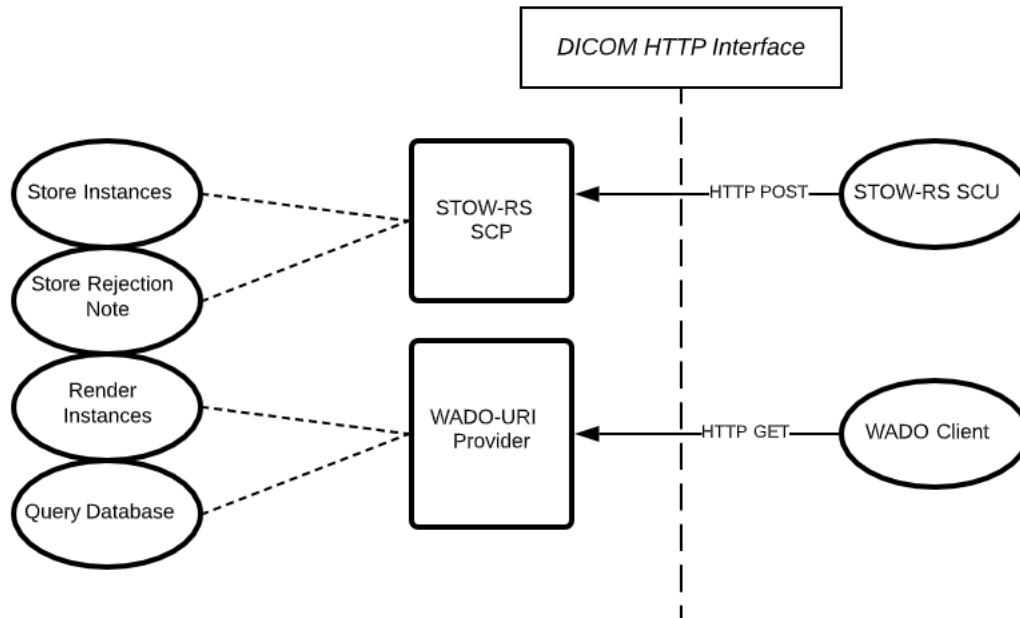 DICOM HTTP Interface
Store Instances
STOW-RS
SCP
HTTP POST
STOW-RS SCU
Store Rejection
Note
Render
Instances
WADO-URI
Provider
HTTP GET
WADO Client
Query Database